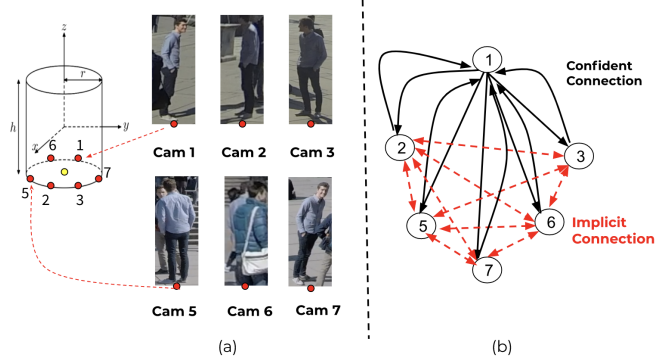 z
r
h
x
y
6
1
5
2
3
7
Cam 1
Cam 2
Cam 3
Cam 5
Cam 6
Cam 7
(a)
1
2
3
5
6
7
Confident
Connection
Implicit
Connection
(b)